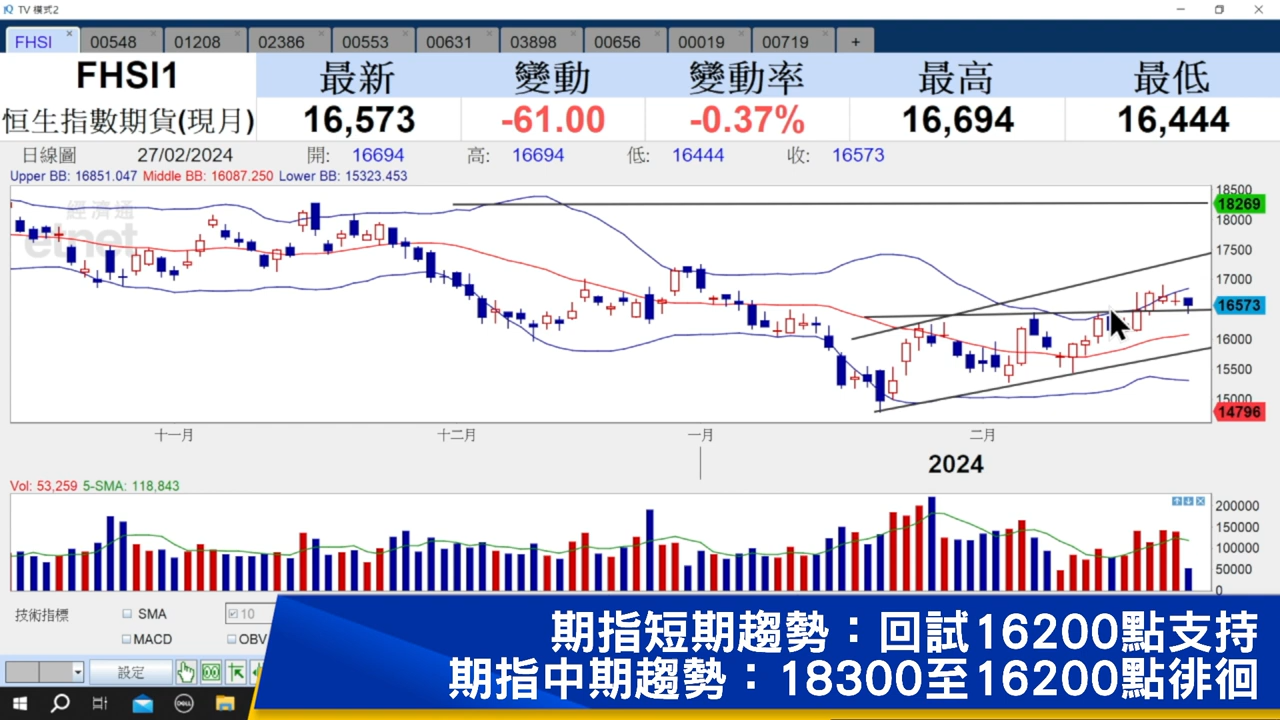 TV 模式2
FHSI 00548 01208 02386 00553 00631 03898 00656 00019 00719 +
FHSI1 最新 變動 變動率 最高 最低
恒生指數期貨(現月) 16,573 -61.00 -0.37% 16,694 16,444
日線圖 27/02/2024 開: 16694 高: 16694 低: 16444 收: 16573
Upper BB: 16851.047 Middle BB: 16087.250 Lower BB: 15323.453
經濟通
etnet
18500
18269
18000
17500
17000
16573
16000
15500
15000
14796
十一月 十二月 一月 二月
2024
Vol: 53,259 5-SMA: 118,843
200000
150000
100000
50000
0
技術指標 SMA 10
MACD OBV
設定
期指短期趨勢：回試16200點支持
期指中期趨勢：18300至16200點徘徊
DELL